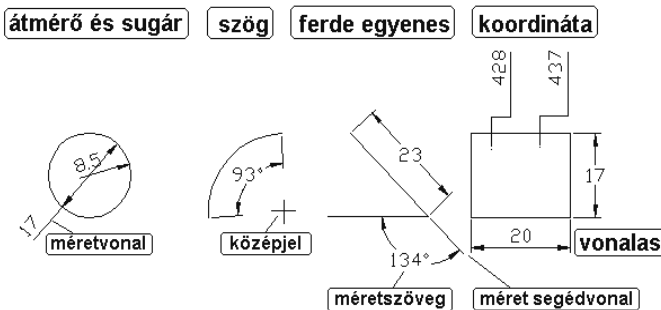 átmérő és sugár
szög
ferde egyenes
koordináta
428
437
8.5
17
93°
23
17
20
134°
méretvonal
középjel
vonalas
méretszöveg
méret segédvonal